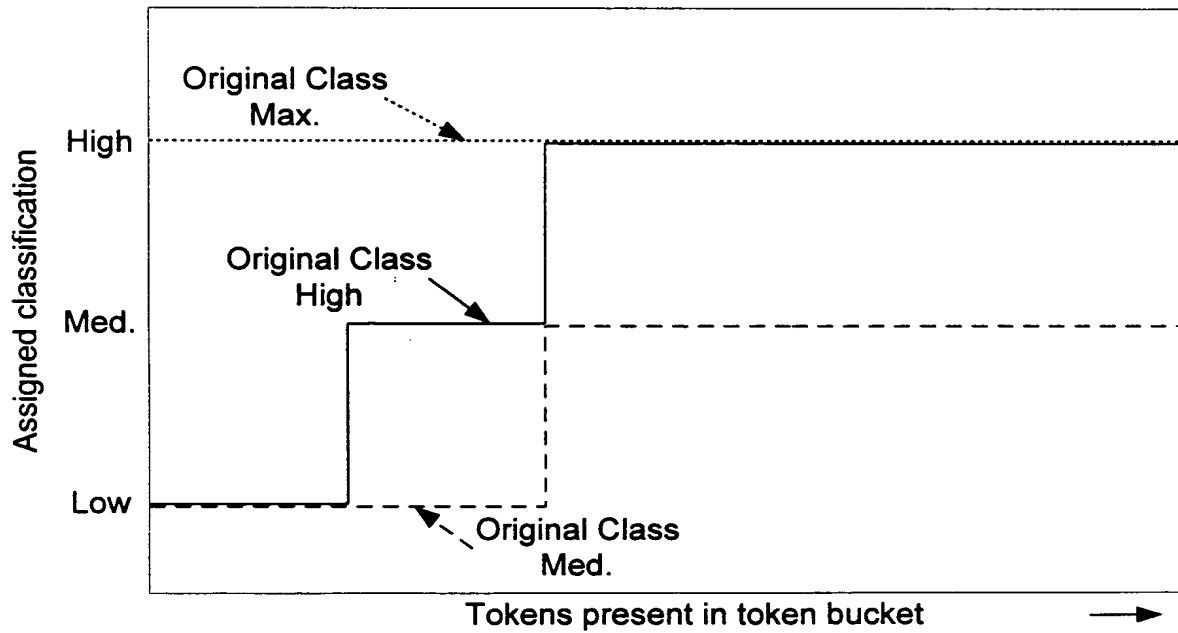 Original Class
Max.
High
Original Class
High
Med.
Low
Original Class
Med.
Assigned classification
Tokens present in token bucket